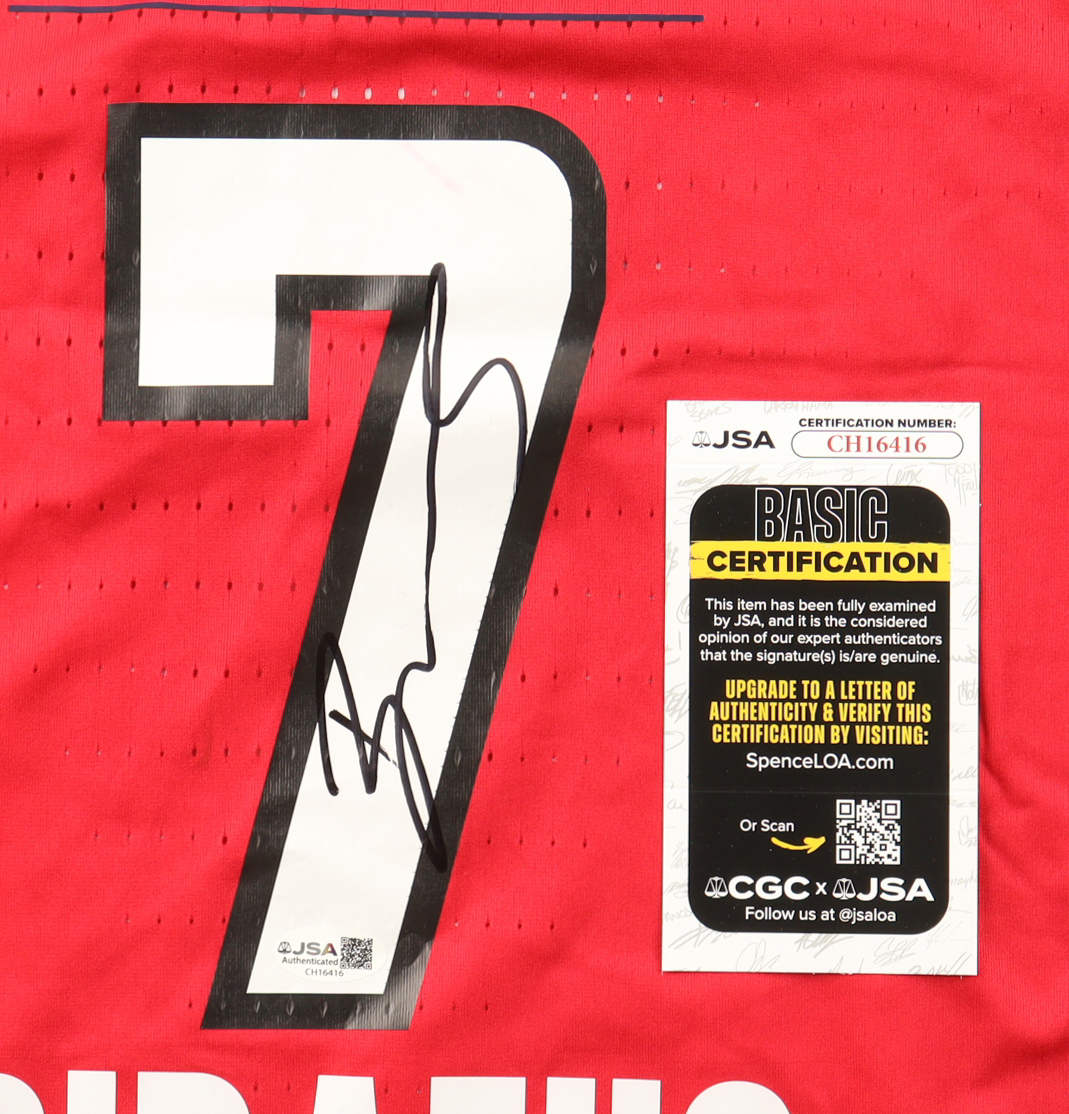 7
JSA
Authenticated
CH16416
JSA
CERTIFICATION NUMBER:
CH16416
BASIC
CERTIFICATION
This item has been fully examined
by JSA, and it is the considered
opinion of our expert authenticators
that the signature(s) is/are genuine.
UPGRADE TO A LETTER OF
AUTHENTICITY & VERIFY THIS
CERTIFICATION BY VISITING:
SpenceLOA.com
Or Scan
CGC x JSA
Follow us at @jsaloa